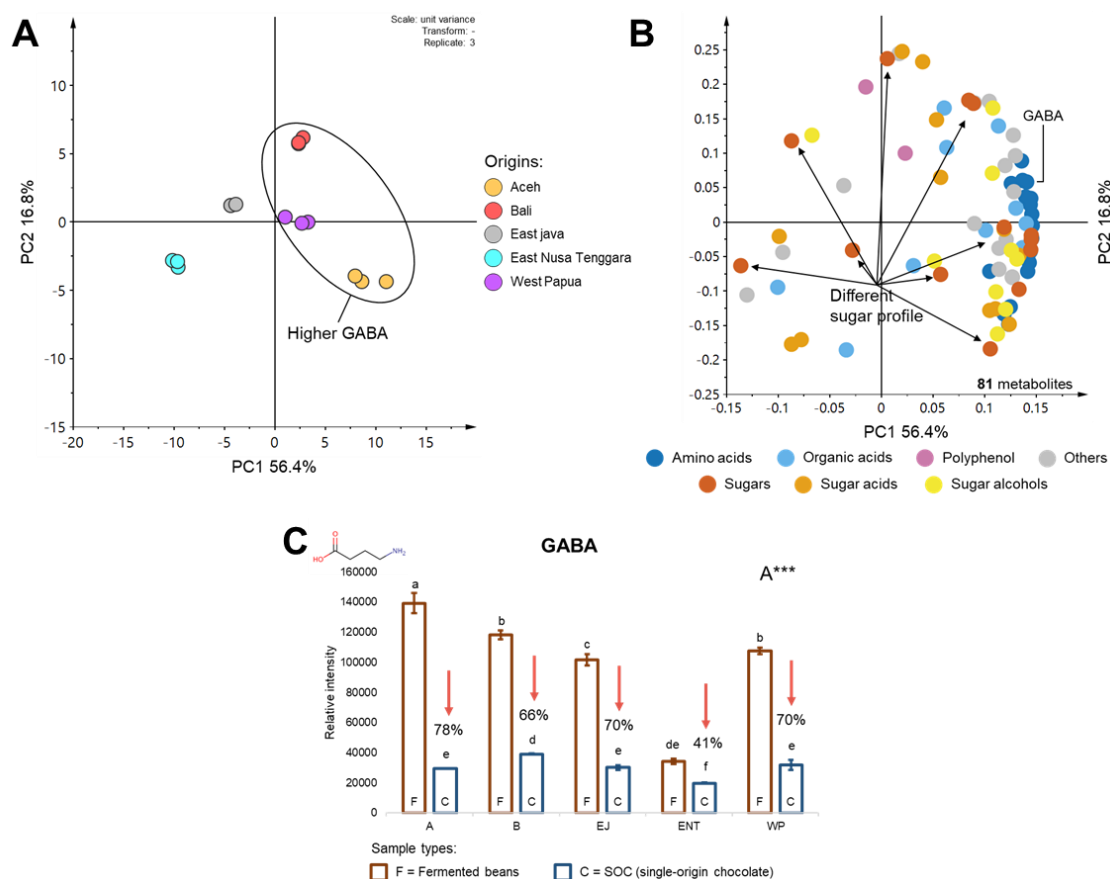 A
Scale: unit variance
Transform: -
Replicate: 3
10
5
0
-5
-10
-15
-20
-15
-10
-5
0
5
10
15
PC1 56.4%
PC2 16.8%
Higher GABA
Origins:
Aceh
Bali
East java
East Nusa Tenggara
West Papua
B
0.25
0.2
0.15
0.1
0.05
0
-0.05
-0.1
-0.15
-0.2
-0.25
-0.15
-0.1
-0.05
0
0.05
0.1
0.15
PC1 56.4%
PC2 16.8%
GABA
Different
sugar profile
81 metabolites
Amino acids
Organic acids
Polyphenol
Others
Sugars
Sugar acids
Sugar alcohols
C
HO
O
NH₂
GABA
A***
Relative intensity
160000
140000
120000
100000
80000
60000
40000
20000
0
a
b
c
de
b
78%
66%
70%
41%
70%
e
d
e
f
e
F
C
F
C
F
C
F
C
F
C
A
B
EJ
ENT
WP
Sample types:
F = Fermented beans
C = SOC (single-origin chocolate)